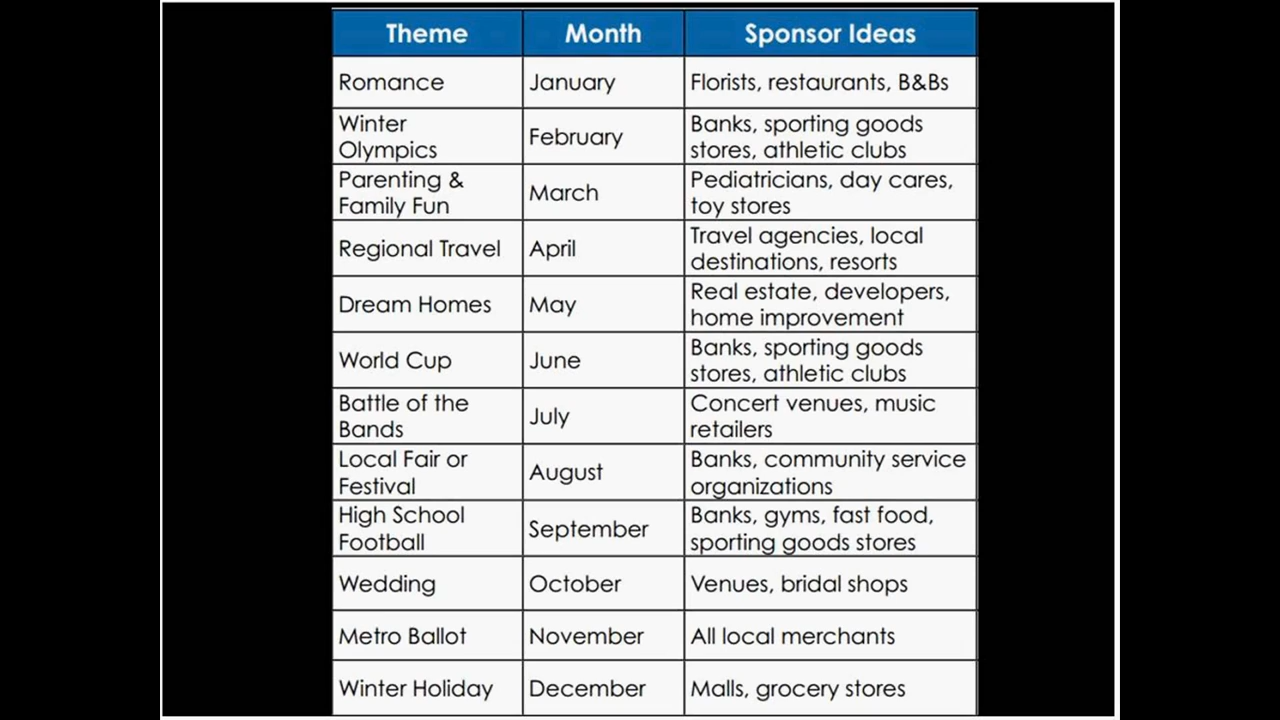 Theme Month Sponsor Ideas
Romance January Florists, restaurants, B&Bs
Winter Olympics February Banks, sporting goods stores, athletic clubs
Parenting & Family Fun March Pediatricians, day cares, toy stores
Regional Travel April Travel agencies, local destinations, resorts
Dream Homes May Real estate, developers, home improvement
World Cup June Banks, sporting goods stores, athletic clubs
Battle of the Bands July Concert venues, music retailers
Local Fair or Festival August Banks, community service organizations
High School Football September Banks, gyms, fast food, sporting goods stores
Wedding October Venues, bridal shops
Metro Ballot November All local merchants
Winter Holiday December Malls, grocery stores